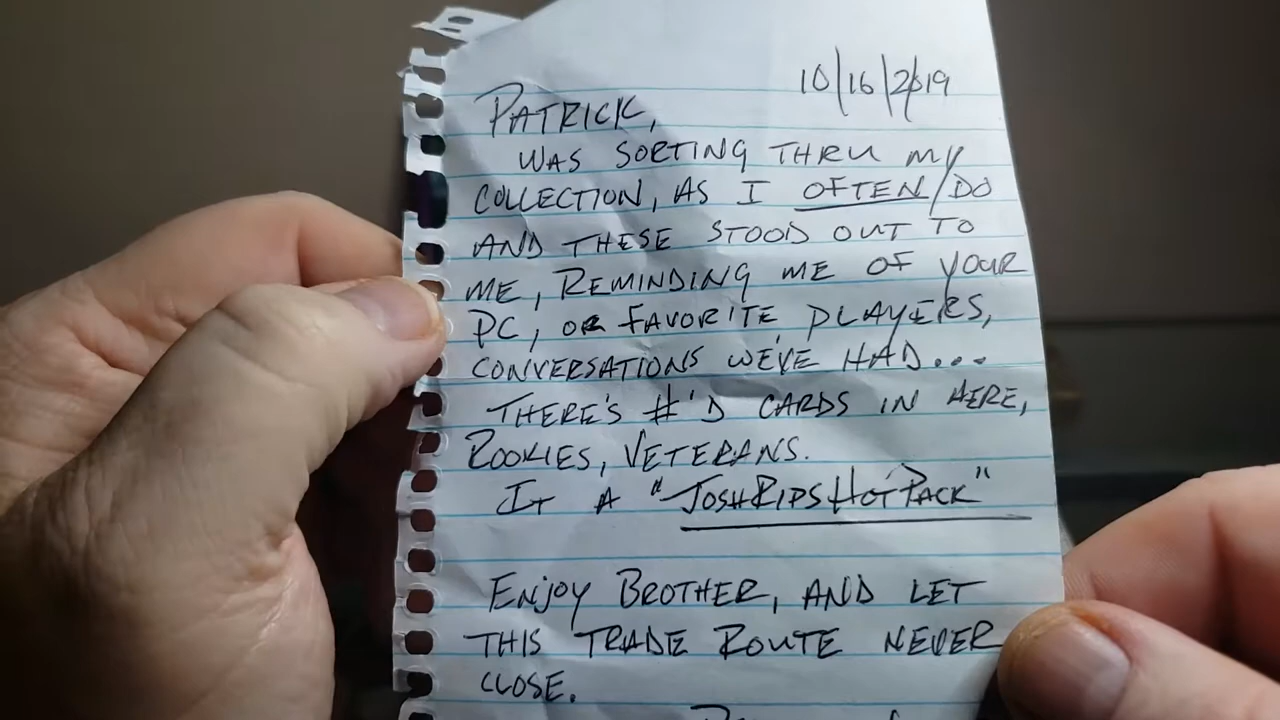 10/16/2019
PATRICK,
WAS SORTING THRU MY
COLLECTION, AS I OFTEN/DO
AND THESE STOOD OUT TO
ME, REMINDING ME OF YOUR
PC, OR FAVORITE PLAYERS,
CONVERSATIONS WE'VE HAD...
THERE'S #'D CARDS IN HERE,
ROOKIES, VETERANS.
IT A "JOSHRIPSHOTPACK"
ENJOY BROTHER, AND LET
THIS TRADE ROUTE NEVER
CLOSE.